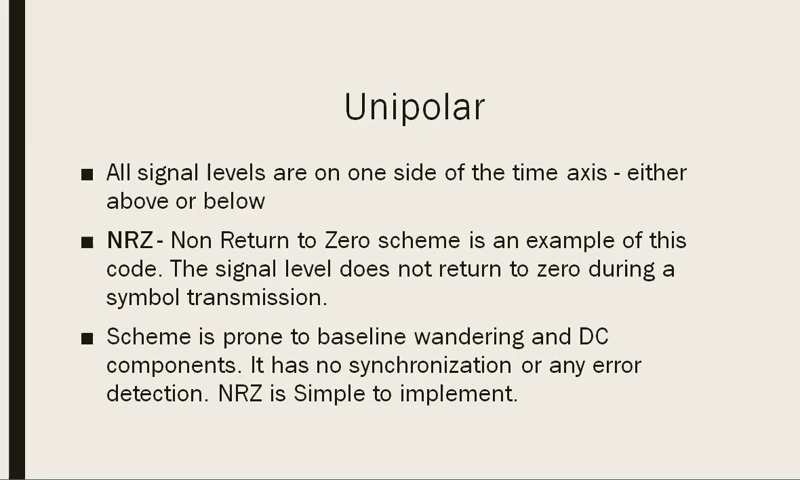 Unipolar
■ All signal levels are on one side of the time axis - either
above or below
■ NRZ- Non Return to Zero scheme is an example of this
code. The signal level does not return to zero during a
symbol transmission.
■ Scheme is prone to baseline wandering and DC
components. It has no synchronization or any error
detection. NRZ is Simple to implement.